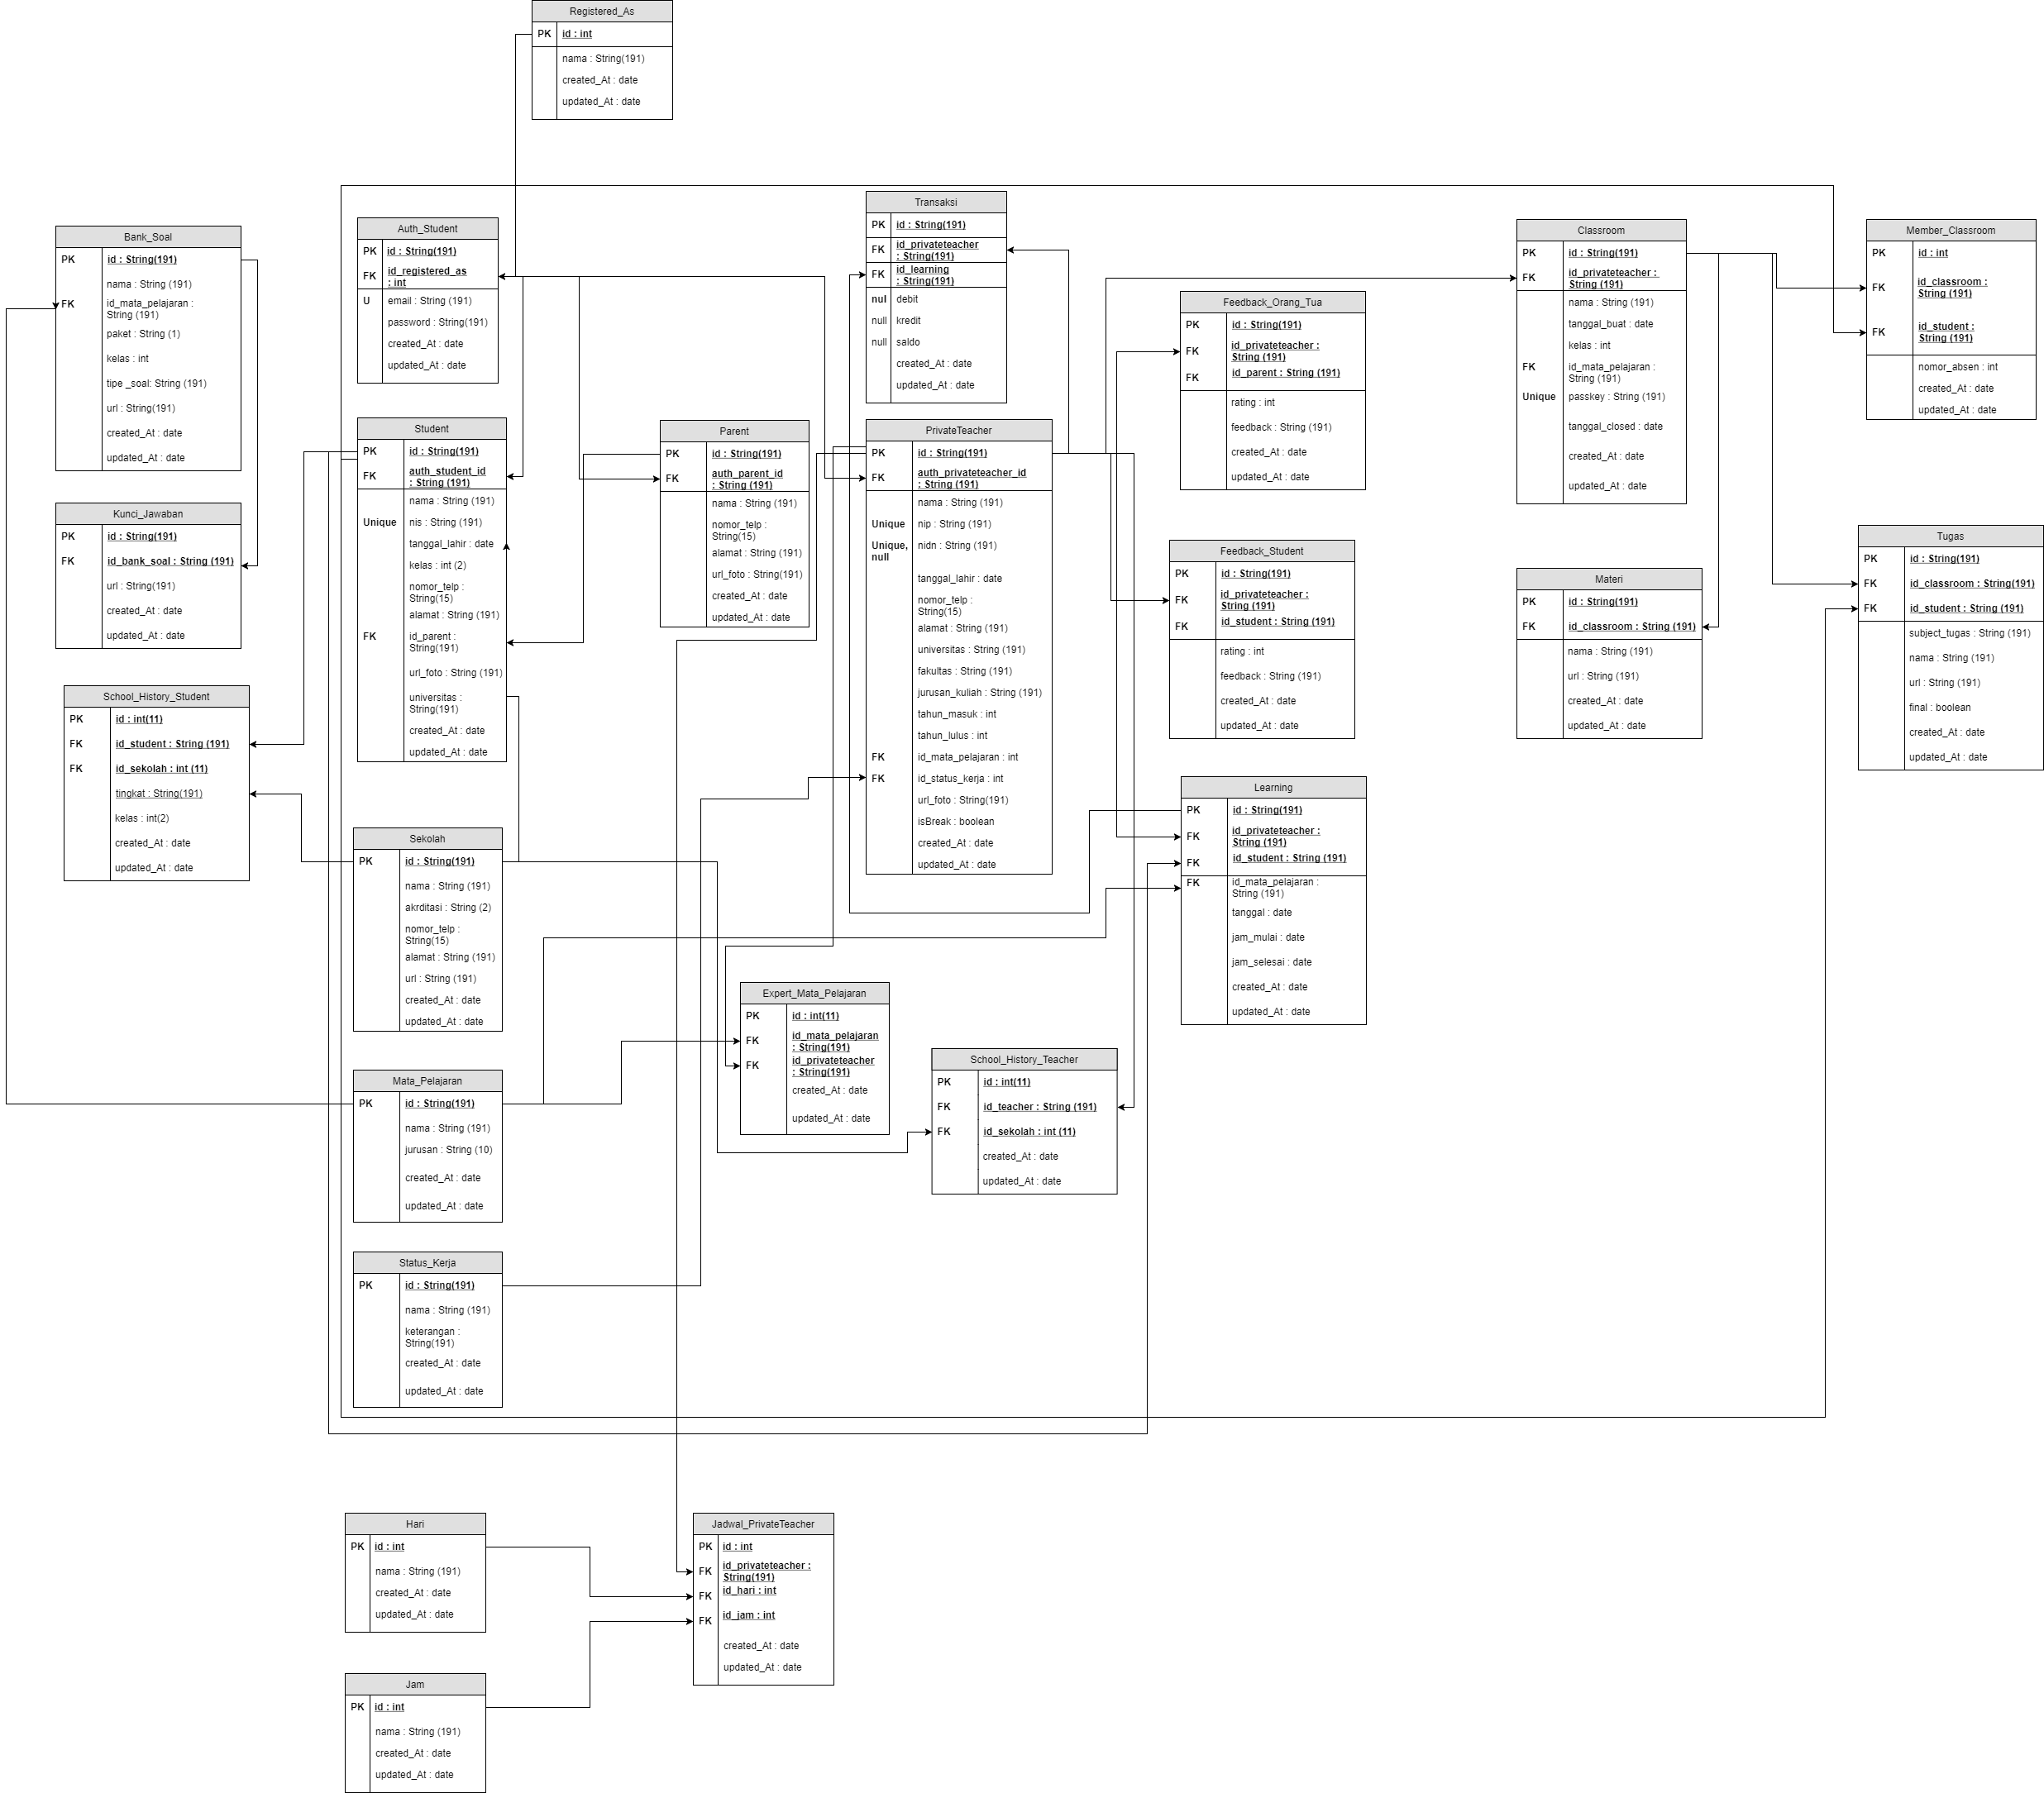 Registered_As
PK id : int
nama : String(191)
created_At : date
updated_At : date
Bank_Soal
PK id : String(191)
nama : String (191)
FK id_mata_pelajaran :
String (191)
paket : String (1)
kelas : int
tipe _soal: String (191)
url : String(191)
created_At : date
updated_At : date
Auth_Student
PK id : String(191)
FK id_registered_as
: int
U email : String (191)
password : String(191)
created_At : date
updated_At : date
Transaksi
PK id : String(191)
FK id_privateteacher
: String(191)
FK id_learning
: String(191)
nul debit
null kredit
null saldo
created_At : date
updated_At : date
Feedback_Orang_Tua
PK id : String(191)
FK id_privateteacher :
String (191)
FK id_parent : String (191)
rating : int
feedback : String (191)
created_At : date
updated_At : date
Classroom
PK id : String(191)
FK id_privateteacher :
String (191)
nama : String (191)
tanggal_buat : date
kelas : int
FK id_mata_pelajaran :
String (191)
Unique passkey : String (191)
tanggal_closed : date
created_At : date
updated_At : date
Member_Classroom
PK id : int
FK id_classroom :
String (191)
FK id_student :
String (191)
nomor_absen : int
created_At : date
updated_At : date
Kunci_Jawaban
PK id : String(191)
FK id_bank_soal : String (191)
url : String(191)
created_At : date
updated_At : date
Student
PK id : String(191)
FK auth_student_id
: String (191)
nama : String (191)
Unique nis : String (191)
tanggal_lahir : date
kelas : int (2)
nomor_telp :
String(15)
alamat : String (191)
FK id_parent :
String(191)
url_foto : String (191)
universitas :
String(191)
created_At : date
updated_At : date
Parent
PK id : String(191)
FK auth_parent_id
: String (191)
nama : String (191)
nomor_telp :
String(15)
alamat : String (191)
url_foto : String(191)
created_At : date
updated_At : date
PrivateTeacher
PK id : String(191)
FK auth_privateteacher_id
: String (191)
nama : String (191)
Unique nip : String (191)
Unique, nidn : String (191)
null
tanggal_lahir : date
nomor_telp :
String(15)
alamat : String (191)
universitas : String (191)
fakultas : String (191)
jurusan_kuliah : String (191)
tahun_masuk : int
tahun_lulus : int
FK id_mata_pelajaran : int
FK id_status_kerja : int
url_foto : String(191)
isBreak : boolean
created_At : date
updated_At : date
Feedback_Student
PK id : String(191)
FK id_privateteacher :
String (191)
FK id_student : String (191)
rating : int
feedback : String (191)
created_At : date
updated_At : date
Materi
PK id : String(191)
FK id_classroom : String (191)
nama : String (191)
url : String (191)
created_At : date
updated_At : date
Tugas
PK id : String(191)
FK id_classroom : String(191)
FK id_student : String (191)
subject_tugas : String (191)
nama : String (191)
url : String (191)
final : boolean
created_At : date
updated_At : date
School_History_Student
PK id : int(11)
FK id_student : String (191)
FK id_sekolah : int (11)
tingkat : String(191)
kelas : int(2)
created_At : date
updated_At : date
Sekolah
PK id : String(191)
nama : String (191)
akrditasi : String (2)
nomor_telp :
String(15)
alamat : String (191)
url : String (191)
created_At : date
updated_At : date
Learning
PK id : String(191)
FK id_privateteacher :
String (191)
FK id_student : String (191)
FK id_mata_pelajaran :
String (191)
tanggal : date
jam_mulai : date
jam_selesai : date
created_At : date
updated_At : date
Expert_Mata_Pelajaran
PK id : int(11)
FK id_mata_pelajaran
: String(191)
FK id_privateteacher
: String(191)
created_At : date
updated_At : date
School_History_Teacher
PK id : int(11)
FK id_teacher : String (191)
FK id_sekolah : int (11)
created_At : date
updated_At : date
Mata_Pelajaran
PK id : String(191)
nama : String (191)
jurusan : String (10)
created_At : date
updated_At : date
Status_Kerja
PK id : String(191)
nama : String (191)
keterangan :
String(191)
created_At : date
updated_At : date
Hari
PK id : int
nama : String (191)
created_At : date
updated_At : date
Jadwal_PrivateTeacher
PK id : int
FK id_privateteacher :
String(191)
FK id_hari : int
FK id_jam : int
created_At : date
updated_At : date
Jam
PK id : int
nama : String (191)
created_At : date
updated_At : date